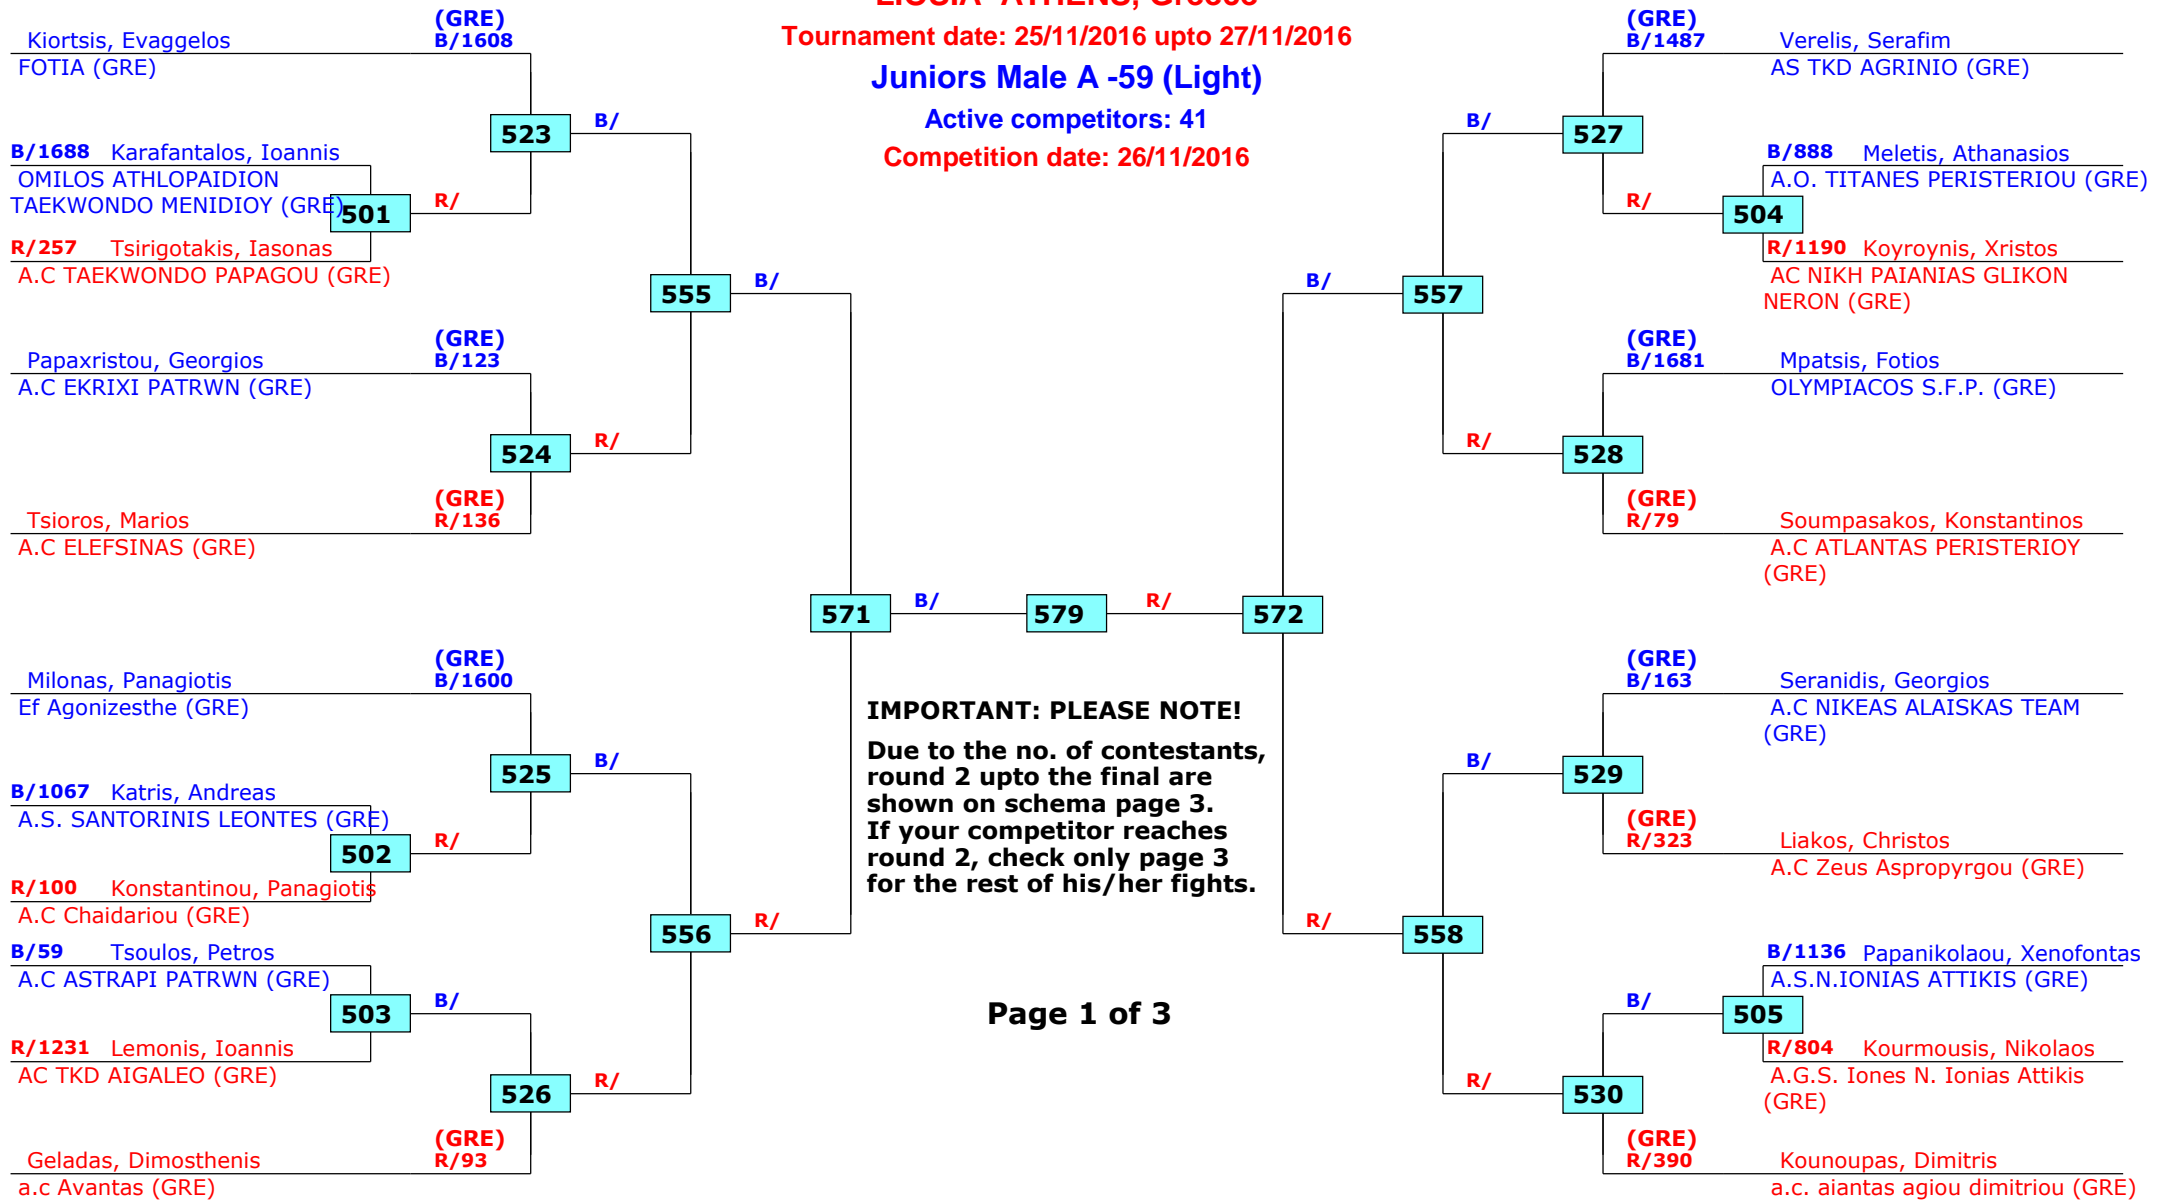 LIOSIA- ATHENS, Greece
Tournament date: 25/11/2016 upto 27/11/2016
Juniors Male A -59 (Light)
Active competitors: 41
Competition date: 26/11/2016
(GRE)
Kiortsis, Evaggelos B/1608
FOTIA (GRE)
523
B/
B/1688 Karafantalos, Ioannis
OMILOS ATHLOPAIDION
TAEKWONDO MENIDIOY (GRE)
501
R/
R/257 Tsirigotakis, Iasonas
A.C TAEKWONDO PAPAGOU (GRE)
555
B/
(GRE)
Papaxristou, Georgios B/123
A.C EKRIXI PATRWN (GRE)
524
R/
(GRE)
Tsioros, Marios R/136
A.C ELEFSINAS (GRE)
571
B/
579
R/
572
(GRE)
Milonas, Panagiotis B/1600
Ef Agonizesthe (GRE)
525
B/
B/1067 Katris, Andreas
A.S. SANTORINIS LEONTES (GRE)
502
R/
R/100 Konstantinou, Panagiotis
A.C Chaidariou (GRE)
556
R/
B/59 Tsoulos, Petros
A.C ASTRAPI PATRWN (GRE)
503
B/
R/1231 Lemonis, Ioannis
AC TKD AIGALEO (GRE)
526
R/
(GRE)
Geladas, Dimosthenis R/93
a.c Avantas (GRE)
IMPORTANT: PLEASE NOTE!
Due to the no. of contestants,
round 2 upto the final are
shown on schema page 3.
If your competitor reaches
round 2, check only page 3
for the rest of his/her fights.
Page 1 of 3
(GRE)
B/1487 Verelis, Serafim
AS TKD AGRINIO (GRE)
B/
527
B/888 Meletis, Athanasios
A.O. TITANES PERISTERIOU (GRE)
R/
504
R/1190 Koyroynis, Xristos
AC NIKH PAIANIAS GLIKON
NERON (GRE)
B/
557
(GRE)
B/1681 Mpatsis, Fotios
OLYMPIACOS S.F.P. (GRE)
R/
528
(GRE)
R/79 Soumpasakos, Konstantinos
A.C ATLANTAS PERISTERIOY
(GRE)
(GRE)
B/163 Seranidis, Georgios
A.C NIKEAS ALAISKAS TEAM
(GRE)
B/
529
(GRE)
R/323 Liakos, Christos
A.C Zeus Aspropyrgou (GRE)
R/
558
B/1136 Papanikolaou, Xenofontas
A.S.N.IONIAS ATTIKIS (GRE)
B/
505
R/804 Kourmousis, Nikolaos
A.G.S. Iones N. Ionias Attikis
(GRE)
R/
530
(GRE)
R/390 Kounoupas, Dimitris
a.c. aiantas agiou dimitriou (GRE)